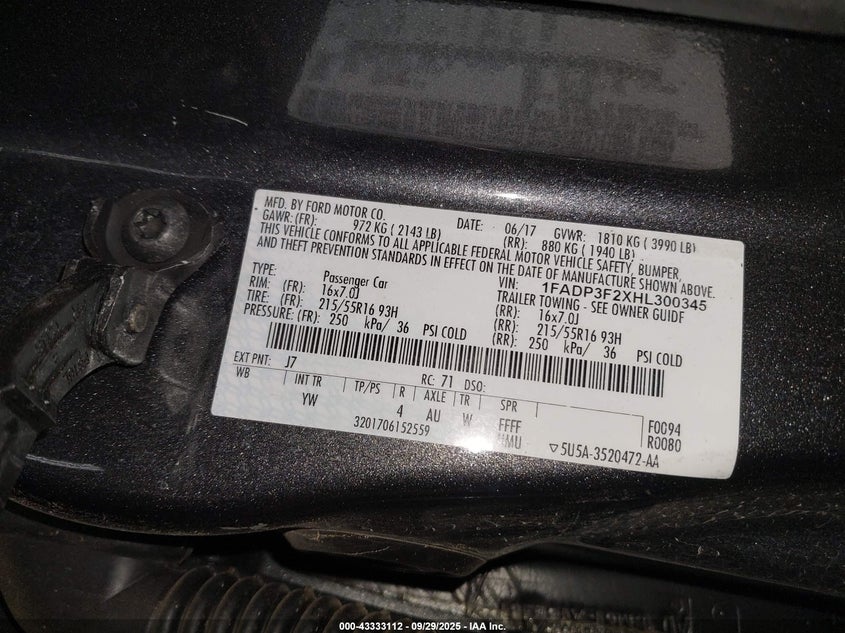 MFD. BY FORD MOTOR CO. DATE: 06/17 GVWR: 1810 KG ( 3990 LB)
GAWR: (FR): 972 KG ( 2143 LB) (RR): 880 KG ( 1940 LB)
THIS VEHICLE CONFORMS TO ALL APPLICABLE FEDERAL MOTOR VEHICLE SAFETY, BUMPER,
AND THEFT PREVENTION STANDARDS IN EFFECT ON THE DATE OF MANUFACTURE SHOWN ABOVE.
VIN: 1FADP3F2XHL300345
TYPE: Passenger Car TRAILER TOWING - SEE OWNER GUIDE
RIM: (FR): 16x7.0J (RR): 16x7.0J
TIRE: (FR): 215/55R16 93H (RR): 215/55R16 93H
PRESSURE: (FR): 250 kPa/ 36 PSI COLD (RR): 250 kPa/ 36 PSI COLD
EXT PNT: J7 RC: 71 DSO:
WB INT TR TP/PS R AXLE TR SPR
YW 4 AU W FFFF F0094
3201706152559 R0080
▽5U5A-3520472-AA
000-43333112 - 09/29/2025 - IAA Inc.